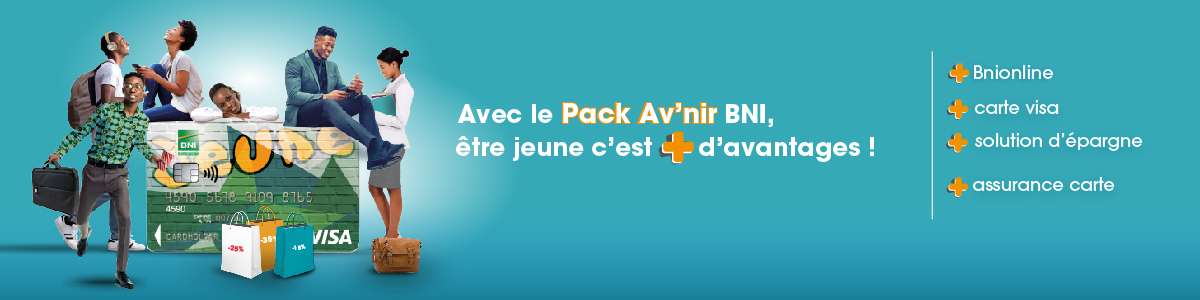 Avec le Pack Av'nir BNI,
être jeune c'est + d'avantages !
+ Bnionline
+ carte visa
+ solution d'épargne
+ assurance carte
BNI
Jeune
4590 5678 9109 8765
4590
CARDHOLDER
VISA
-25%
-35%
-15%